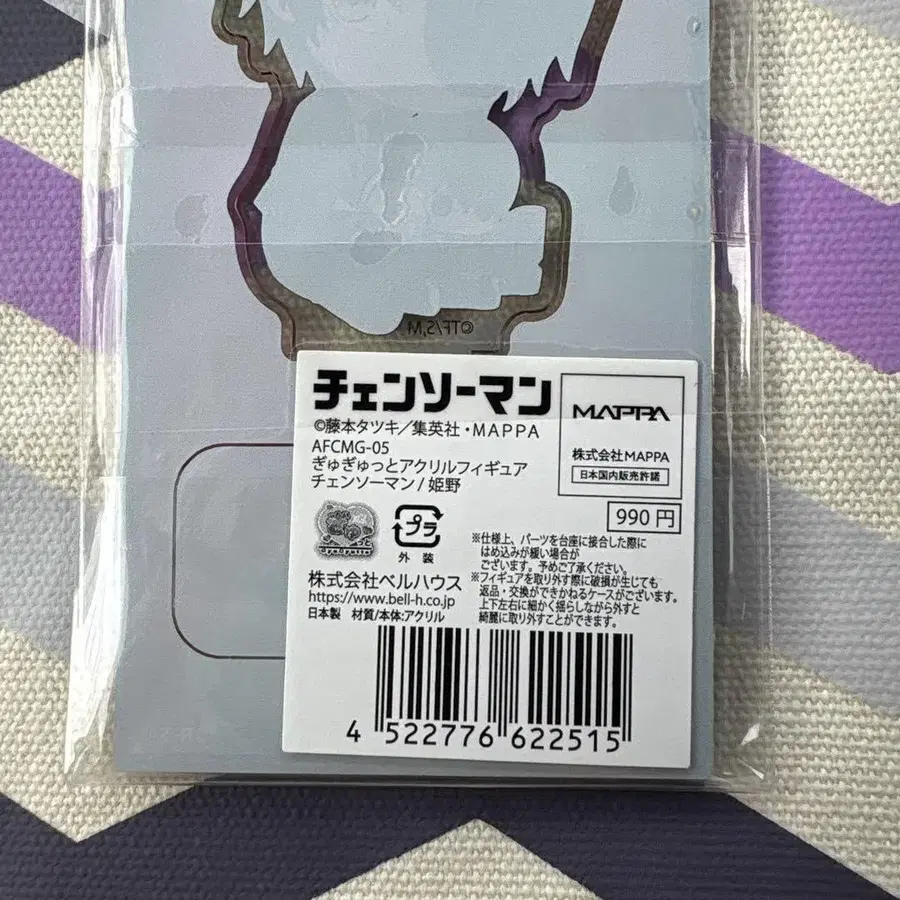 ©TF/S,M
チェンソーマン
©藤本タツキ/集英社・MAPPA
AFCMG-05
ぎゅぎゅっとアクリルフィギュア
チェンソーマン/姫野
MAPPA
株式会社MAPPA
日本国内販売許諾
990円
プラ
外装
株式会社ベルハウス
https://www.bell-h.co.jp
日本製 材質/本体:アクリル
※仕様上、パーツを台座に接合した際に
はめ込みが緩い場合が
ございます。予めご了承ください。
※フィギュアを取り外す際に破損が生じても
返品・交換ができかねるケースがございます。
上下左右に細かく揺らしながら外すと
綺麗に取り外すことができます。
4 522776 622515